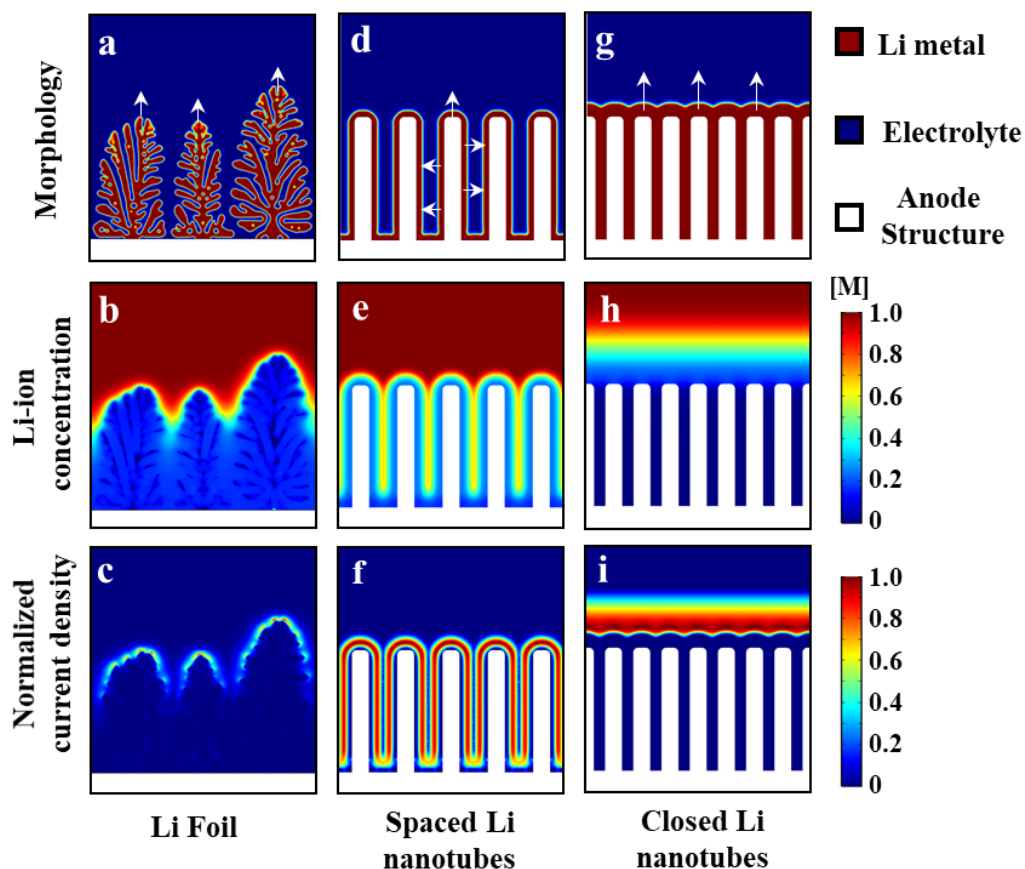 a
d
g
Li metal
Electrolyte
Anode
Structure
Morphology
b
e
h
[M]
1.0
0.8
0.6
0.4
0.2
0
Li-ion
concentration
c
f
i
1.0
0.8
0.6
0.4
0.2
0
Normalized
current density
Li Foil
Spaced Li
nanotubes
Closed Li
nanotubes